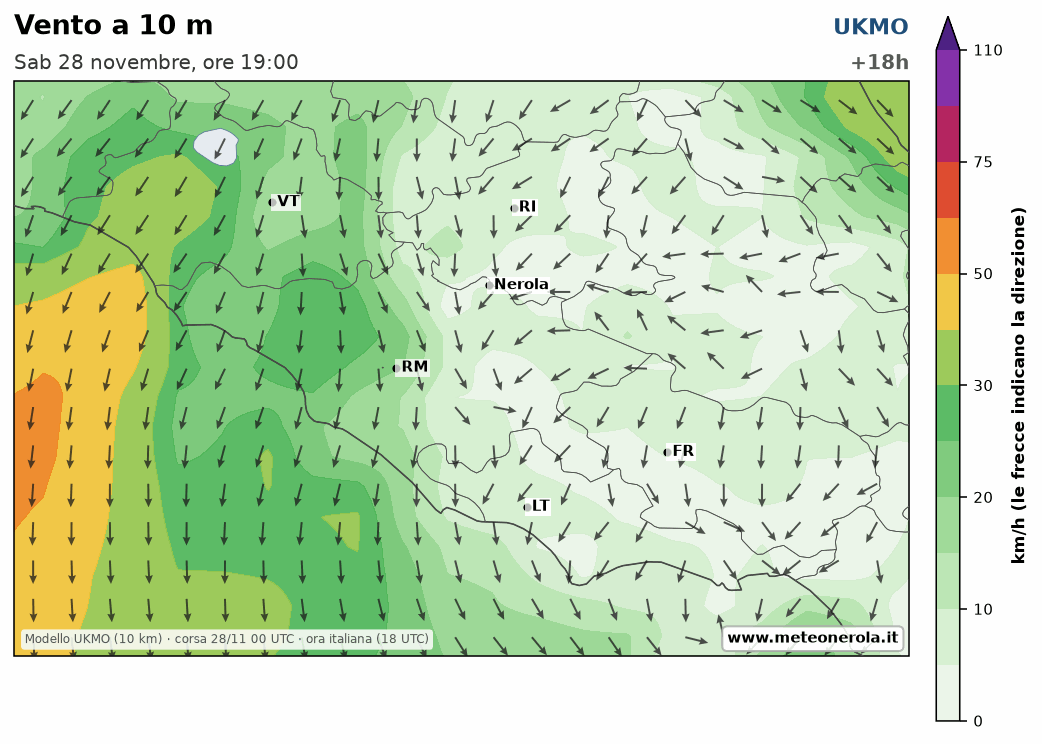 Vento a 10 m
UKMO
Sab 28 novembre, ore 19:00
+18h
VT
RI
Nerola
RM
FR
LT
Modello UKMO (10 km) · corsa 28/11 00 UTC · ora italiana (18 UTC)
www.meteonerola.it
110
75
50
30
20
10
0
km/h (le frecce indicano la direzione)